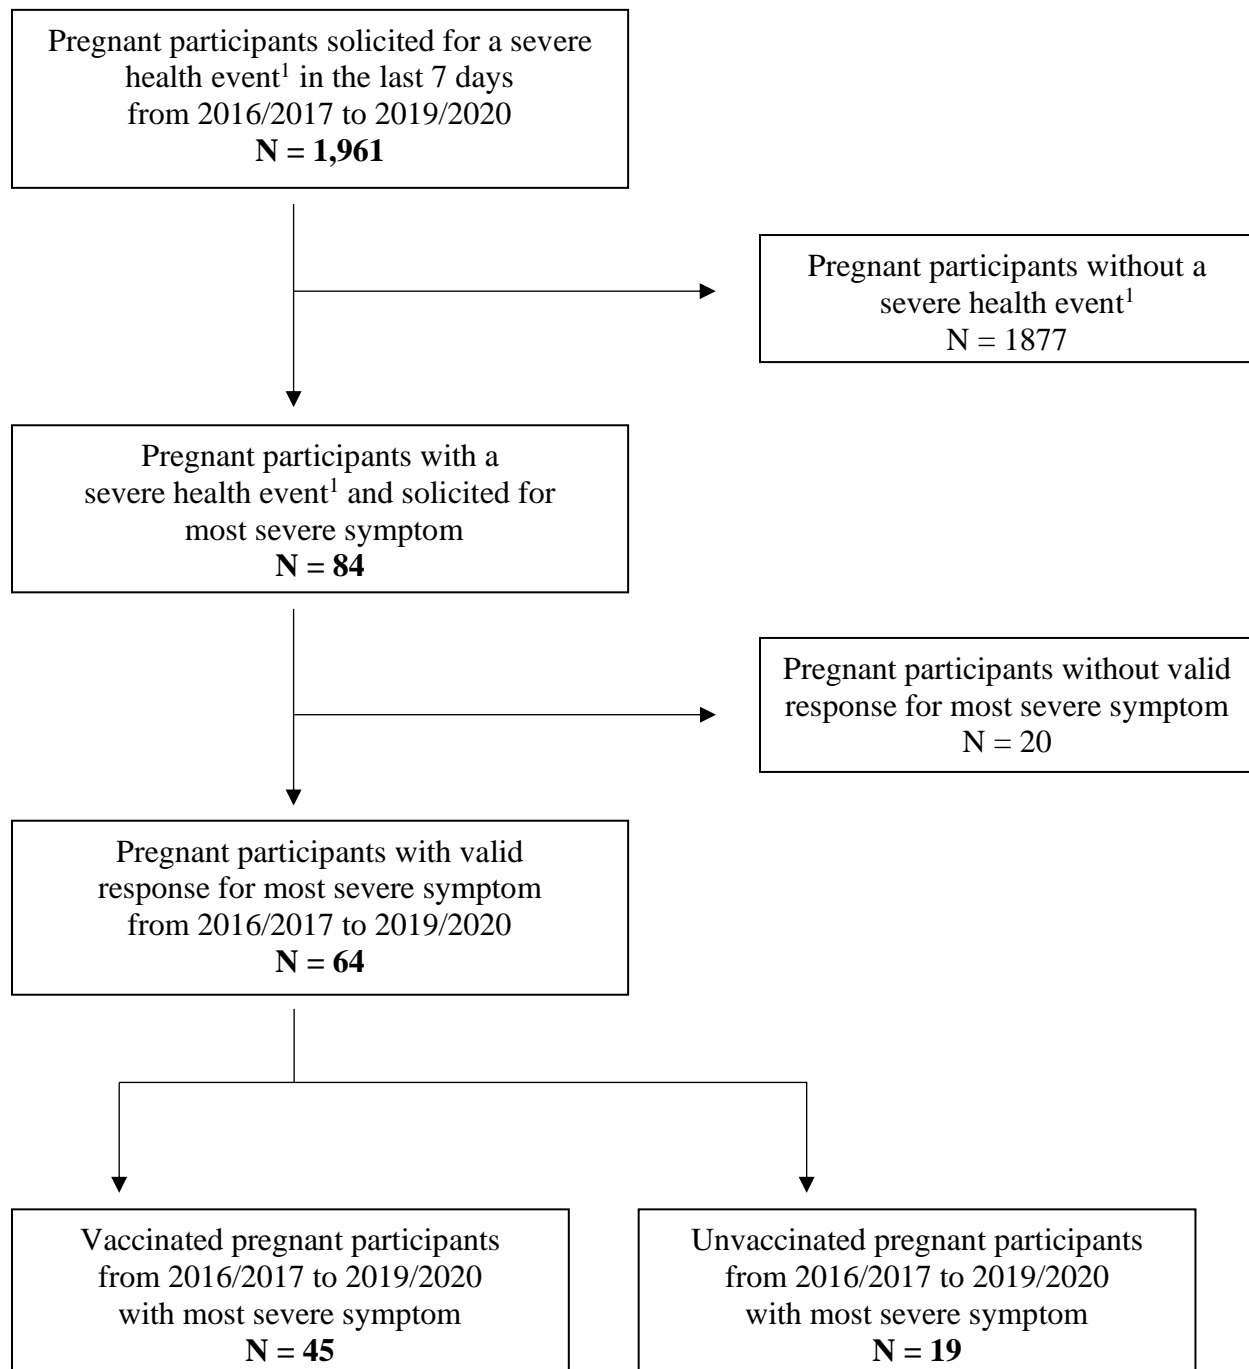 Pregnant participants solicited for a severe
health event¹ in the last 7 days
from 2016/2017 to 2019/2020
N = 1,961
Pregnant participants without a
severe health event¹
N = 1877
Pregnant participants with a
severe health event¹ and solicited for
most severe symptom
N = 84
Pregnant participants without valid
response for most severe symptom
N = 20
Pregnant participants with valid
response for most severe symptom
from 2016/2017 to 2019/2020
N = 64
Vaccinated pregnant participants
from 2016/2017 to 2019/2020
with most severe symptom
N = 45
Unvaccinated pregnant participants
from 2016/2017 to 2019/2020
with most severe symptom
N = 19